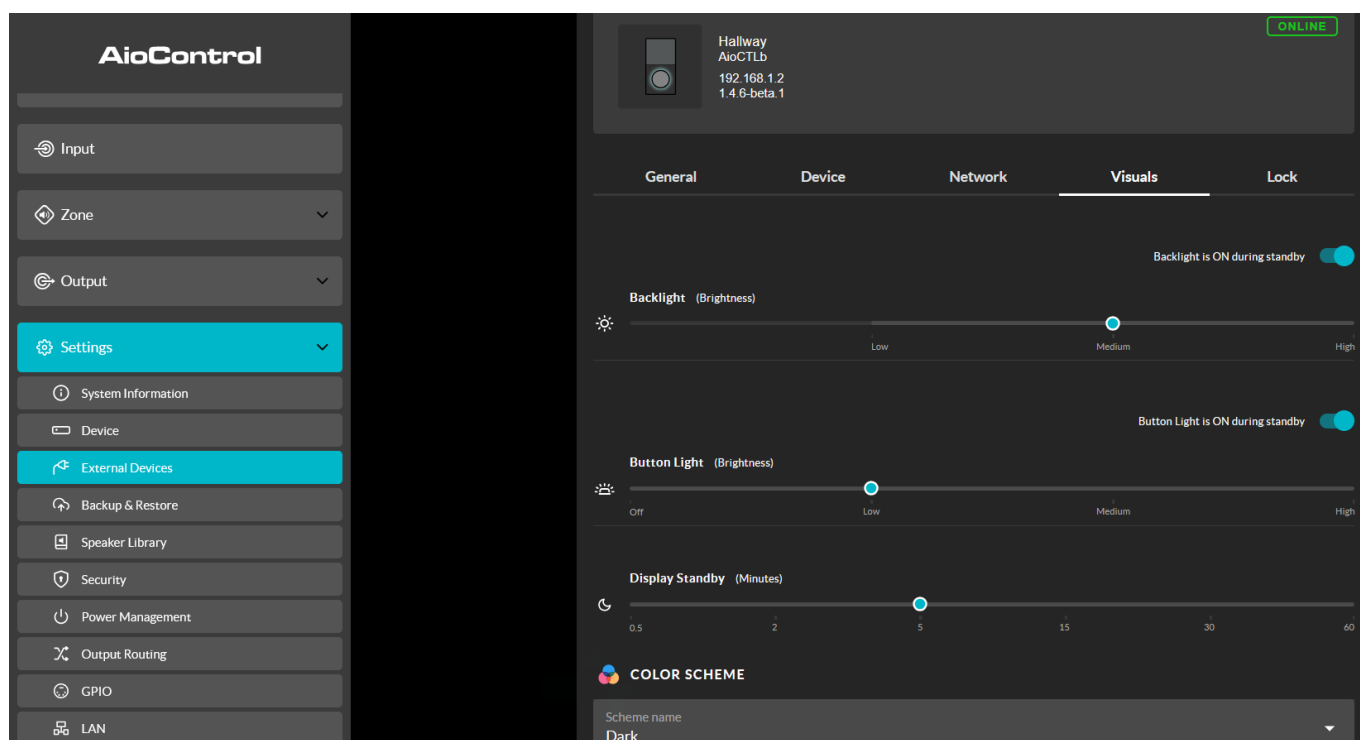 AioControl
Input
Zone
Output
Settings
System Information
Device
External Devices
Backup & Restore
Speaker Library
Security
Power Management
Output Routing
GPIO
LAN
Hallway
AioCTLb
192.168.1.2
1.4.6-beta.1
ONLINE
General Device Network Visuals Lock
Backlight is ON during standby
Backlight (Brightness)
Low Medium High
Button Light is ON during standby
Button Light (Brightness)
Off Low Medium High
Display Standby (Minutes)
0.5 2 5 15 30 60
COLOR SCHEME
Scheme name
Dark